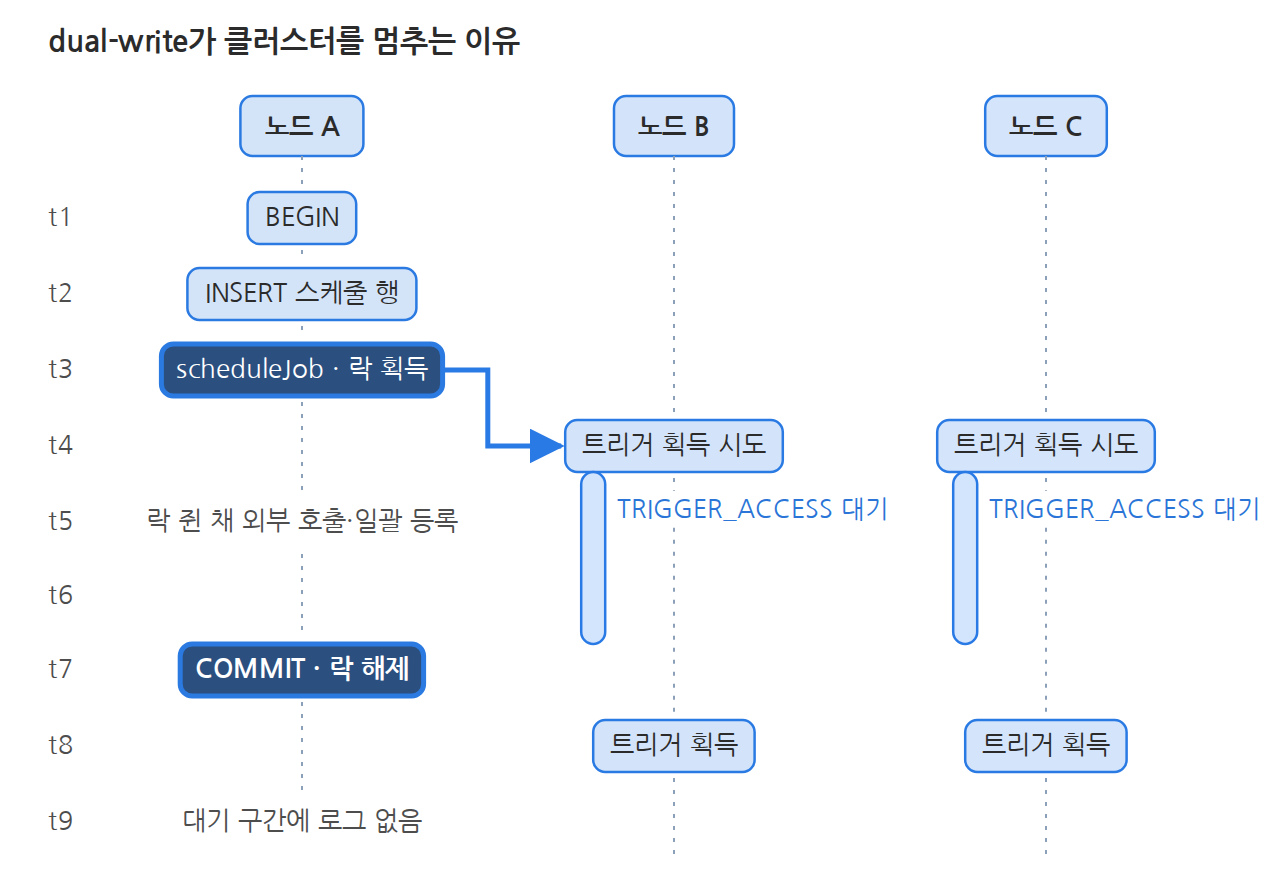 dual-write가 클러스터를 멈추는 이유
노드 A
노드 B
노드 C
t1
BEGIN
t2
INSERT 스케줄 행
t3
scheduleJob · 락 획득
t4
트리거 획득 시도
트리거 획득 시도
t5
락 쥔 채 외부 호출·일괄 등록
TRIGGER_ACCESS 대기
TRIGGER_ACCESS 대기
t6
t7
COMMIT · 락 해제
t8
트리거 획득
트리거 획득
t9
대기 구간에 로그 없음